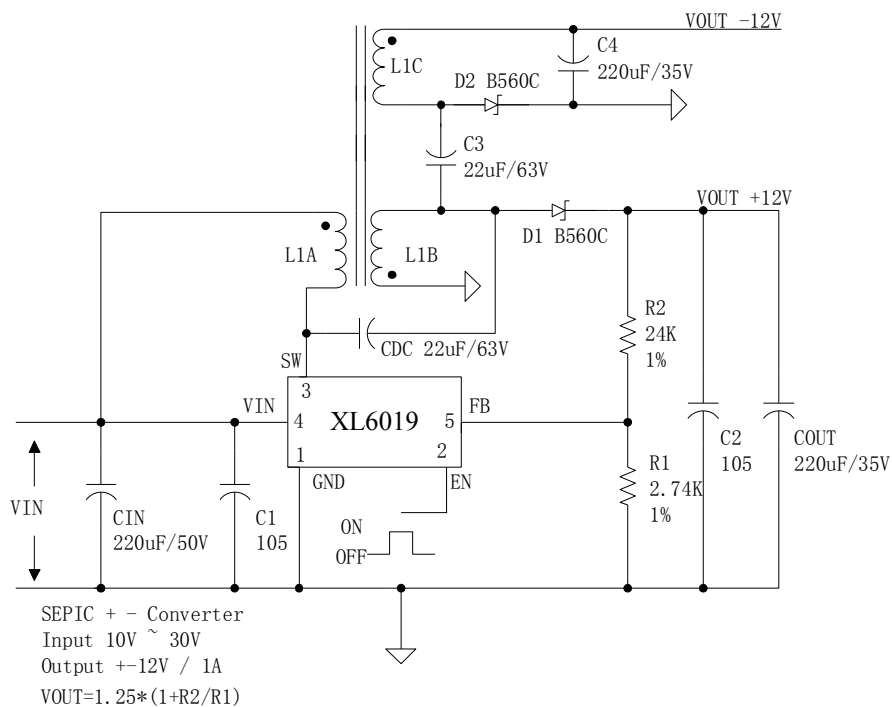 VOUT -12V
C4
220uF/35V
L1C
D2 B560C
C3
22uF/63V
VOUT +12V
D1 B560C
L1A
L1B
R2
24K
1%
CDC 22uF/63V
SW
3
VIN
4
XL6019
5
FB
1
2
GND
EN
C2
105
COUT
220uF/35V
R1
2.74K
1%
VIN
CIN
220uF/50V
C1
105
ON
OFF
SEPIC + - Converter
Input 10V ~ 30V
Output +-12V / 1A
VOUT=1.25*(1+R2/R1)